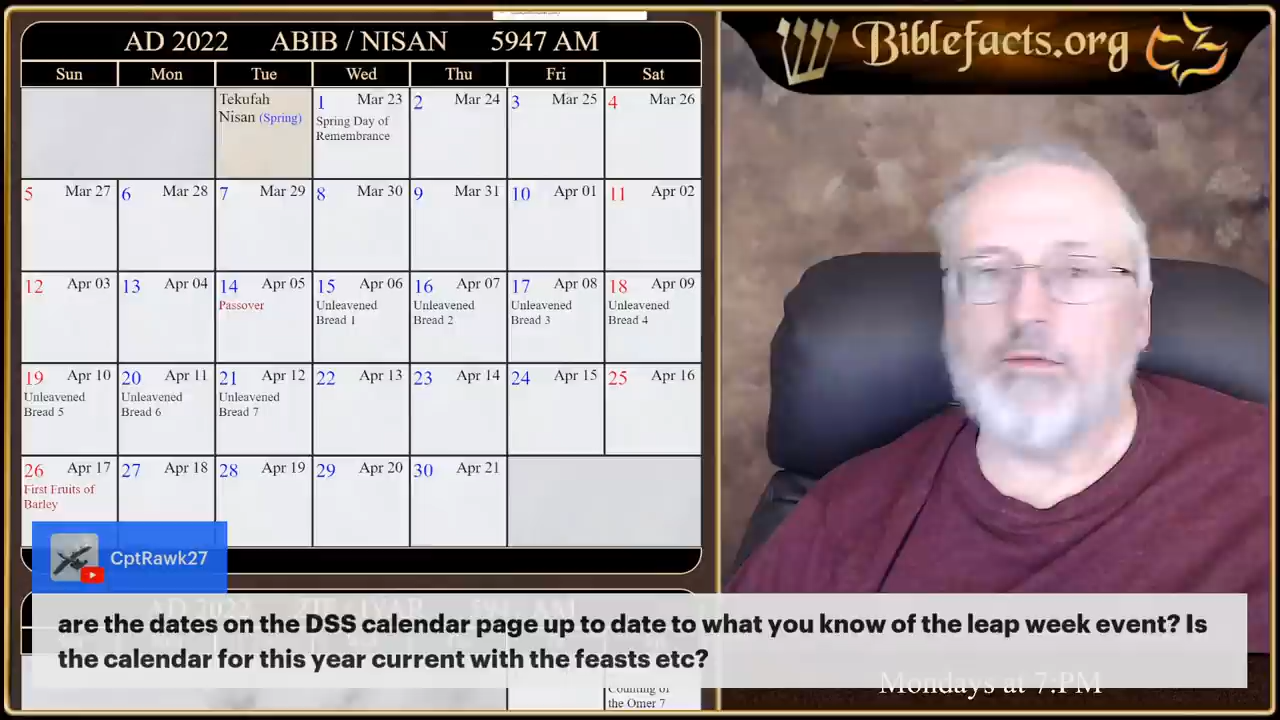 AD 2022 ABIB / NISAN 5947 AM
Sun Mon Tue Wed Thu Fri Sat
Tekufah
Nisan (Spring)
1 Mar 23
Spring Day of
Remembrance
2 Mar 24
3 Mar 25
4 Mar 26
5 Mar 27
6 Mar 28
7 Mar 29
8 Mar 30
9 Mar 31
10 Apr 01
11 Apr 02
12 Apr 03
13 Apr 04
14 Apr 05
Passover
15 Apr 06
Unleavened
Bread 1
16 Apr 07
Unleavened
Bread 2
17 Apr 08
Unleavened
Bread 3
18 Apr 09
Unleavened
Bread 4
19 Apr 10
Unleavened
Bread 5
20 Apr 11
Unleavened
Bread 6
21 Apr 12
Unleavened
Bread 7
22 Apr 13
23 Apr 14
24 Apr 15
25 Apr 16
26 Apr 17
First Fruits of
Barley
27 Apr 18
28 Apr 19
29 Apr 20
30 Apr 21
Biblefacts.org
CptRawk27
are the dates on the DSS calendar page up to date to what you know of the leap week event? Is
the calendar for this year current with the feasts etc?
Counting of
the Omer 7
Mondays at 7:PM